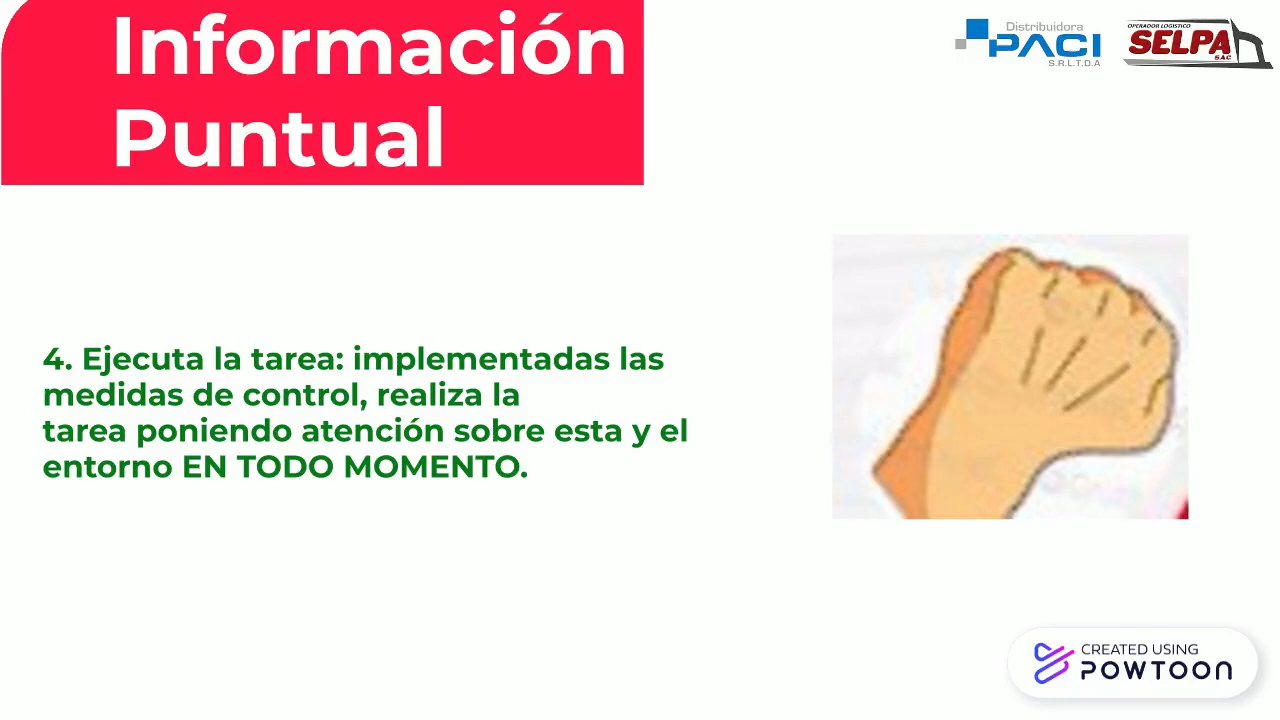 Información
Puntual
Distribuidora
PACI
S.R.L.T.D.A
OPERADOR LOGISTICO
SELPA
S.A.C
4. Ejecuta la tarea: implementadas las
medidas de control, realiza la
tarea poniendo atención sobre esta y el
entorno EN TODO MOMENTO.
CREATED USING
POWTOON